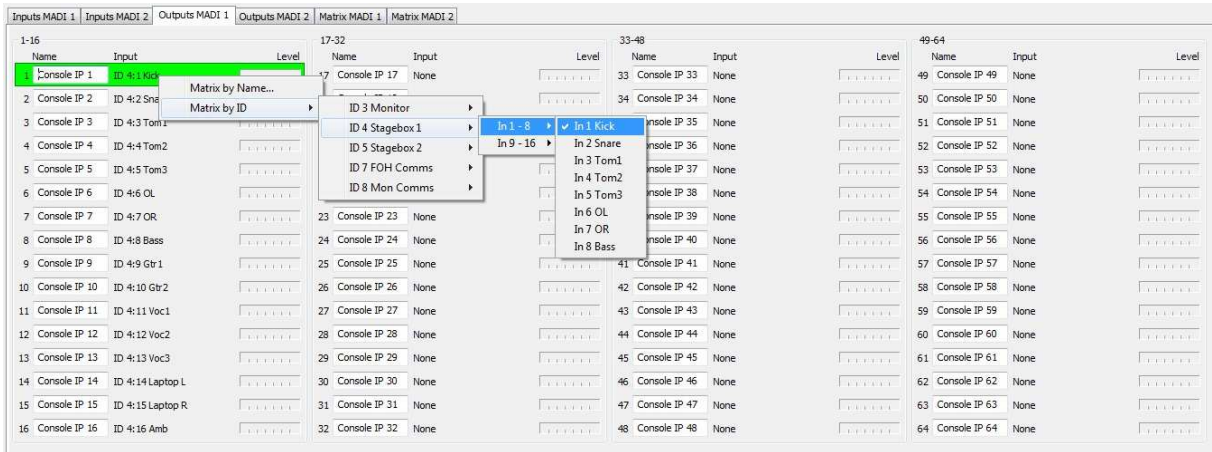 Inputs MADI 1 Inputs MADI 2 Outputs MADI 1 Outputs MADI 2 Matrix MADI 1 Matrix MADI 2
1-16 17-32 33-48 49-64
Name Input Level Name Input Level Name Input Level Name Input Level
1 Console IP 1 ID 4:1 Kick 17 Console IP 17 None 33 Console IP 33 None 49 Console IP 49 None
Matrix by Name...
2 Console IP 2 ID 4:2 34 Console IP 34 None 50 Console IP 50 None
Matrix by ID ID 3 Monitor
3 Console IP 3 ID 4:3 Tom1 ID 4 Stagebox 1 In 1 - 8 ✓ In 1 Kick IP 35 None 51 Console IP 51 None
4 Console IP 4 ID 4:4 Tom2 ID 5 Stagebox 2 In 9 - 16 In 2 Snare IP 36 None 52 Console IP 52 None
In 3 Tom1
5 Console IP 5 ID 4:5 Tom3 ID 7 FOH Comms In 4 Tom2 IP 37 None 53 Console IP 53 None
6 Console IP 6 ID 4:6 OL ID 8 Mon Comms In 5 Tom3 IP 38 None 54 Console IP 54 None
In 6 OL
7 Console IP 7 ID 4:7 OR 23 Console IP 23 None In 7 OR IP 39 None 55 Console IP 55 None
8 Console IP 8 ID 4:8 Bass 24 Console IP 24 None In 8 Bass IP 40 None 56 Console IP 56 None
9 Console IP 9 ID 4:9 Gtr1 25 Console IP 25 None 41 Console IP 41 None 57 Console IP 57 None
10 Console IP 10 ID 4:10 Gtr2 26 Console IP 26 None 42 Console IP 42 None 58 Console IP 58 None
11 Console IP 11 ID 4:11 Voc1 27 Console IP 27 None 43 Console IP 43 None 59 Console IP 59 None
12 Console IP 12 ID 4:12 Voc2 28 Console IP 28 None 44 Console IP 44 None 60 Console IP 60 None
13 Console IP 13 ID 4:13 Voc3 29 Console IP 29 None 45 Console IP 45 None 61 Console IP 61 None
14 Console IP 14 ID 4:14 Laptop L 30 Console IP 30 None 46 Console IP 46 None 62 Console IP 62 None
15 Console IP 15 ID 4:15 Laptop R 31 Console IP 31 None 47 Console IP 47 None 63 Console IP 63 None
16 Console IP 16 ID 4:16 Amb 32 Console IP 32 None 48 Console IP 48 None 64 Console IP 64 None